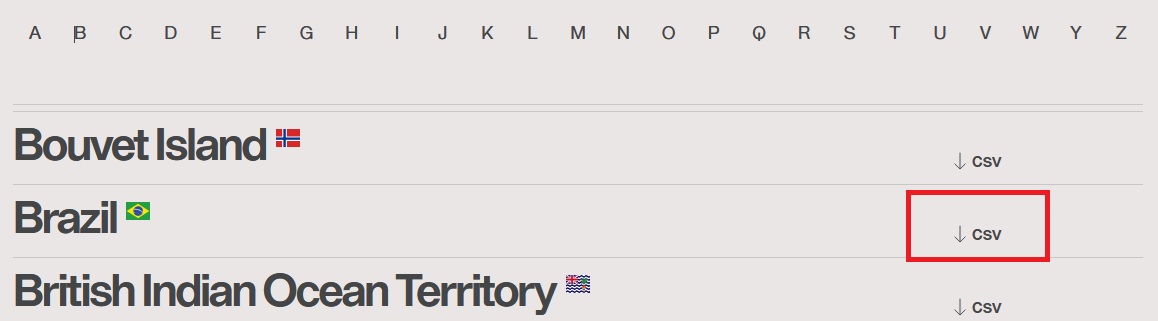 A B C D E F G H I J K L M N O P Q R S T U V W Y Z
Bouvet Island
↓ CSV
Brazil
↓ CSV
British Indian Ocean Territory
↓ CSV